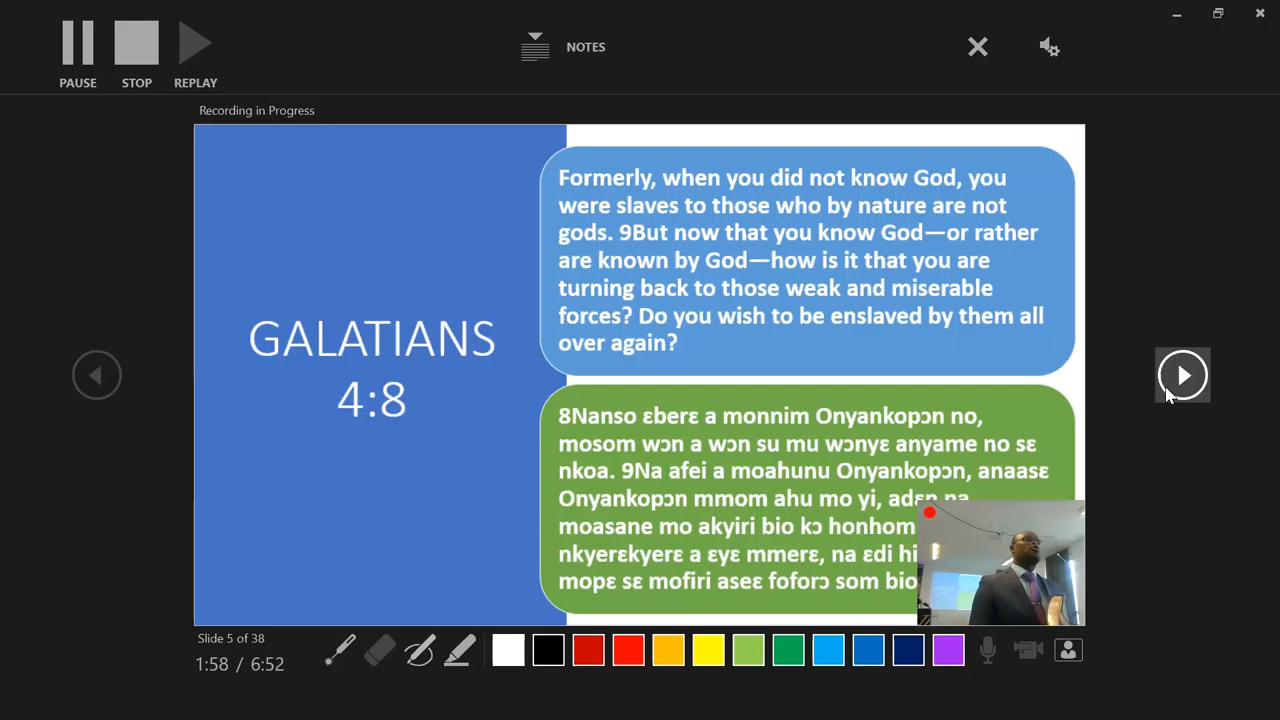 PAUSE STOP REPLAY
NOTES
Recording in Progress
GALATIANS
4:8
Formerly, when you did not know God, you
were slaves to those who by nature are not
gods. 9But now that you know God—or rather
are known by God—how is it that you are
turning back to those weak and miserable
forces? Do you wish to be enslaved by them all
over again?
8Nanso ɛberɛ a monnim Onyankopɔn no,
mosom wɔn a wɔn su mu wɔnyɛ anyame no sɛ
nkoa. 9Na afei a moahunu Onyankopɔn, anaasɛ
Onyankopɔn mmom ahu mo yi, adɛn na
moasane mo akyiri bio kɔ honhom
nkyerɛkyerɛ a ɛyɛ mmerɛ, na ɛdi
mopɛ sɛ mofiri aseɛ foforɔ som bio
Slide 5 of 38
1:58 / 6:52